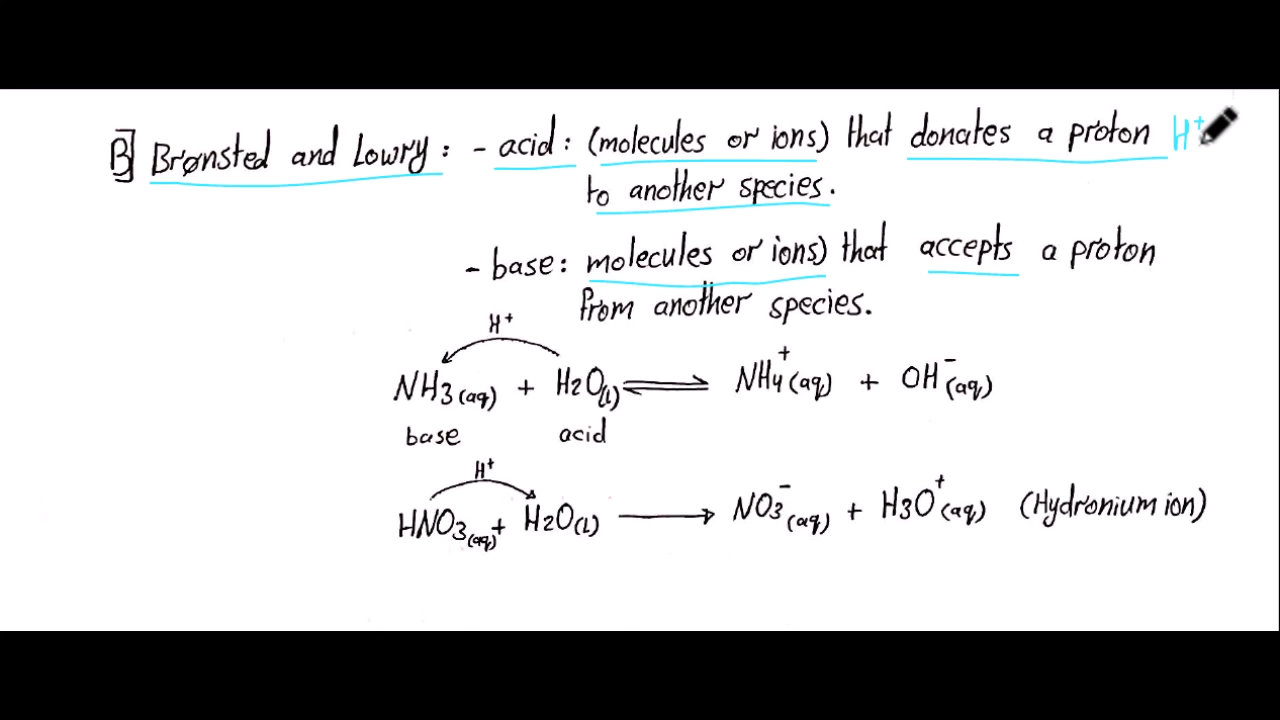 B] Brønsted and Lowry : - acid : (molecules or ions) that donates a proton H⁺
to another species.
- base : molecules or ions) that accepts a proton
from another species.
H⁺
NH3(aq) + H2O(l) ⇌ NH4⁺(aq) + OH⁻(aq)
base acid
H⁺
HNO3(aq) + H2O(l) ⟶ NO3⁻(aq) + H3O⁺(aq) (Hydronium ion)